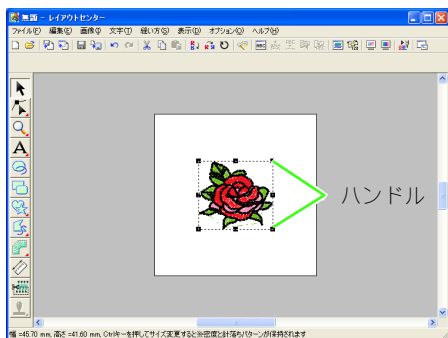 無題 - レイアウトセンター
ファイル(F) 編集(E) 画像(I) 文字(T) 縫い方(S) 表示(D) オプション(O) ヘルプ(H)
ABC
A
ハンドル
幅 =45.70 mm, 高さ =41.60 mm, Ctrlキーを押してサイズ変更すると糸密度と針落ちパターンが保持されます